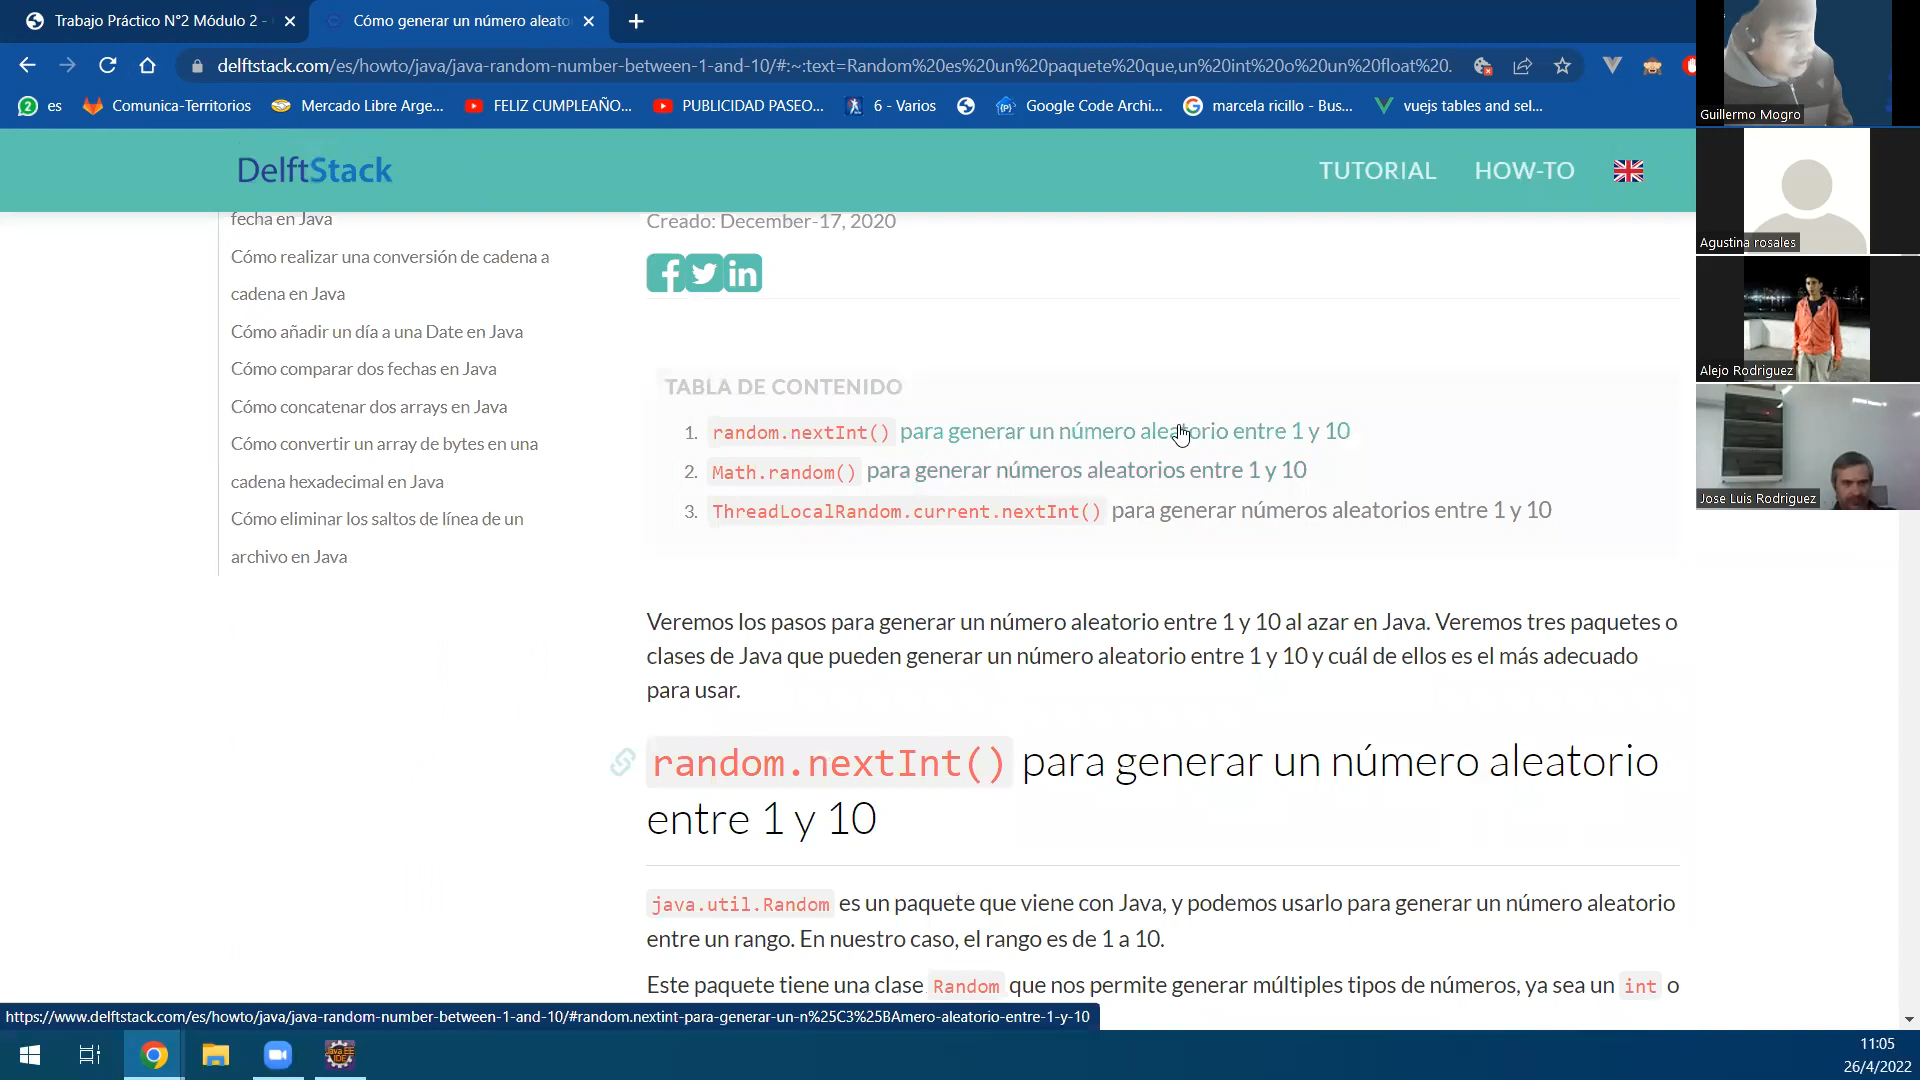 Trabajo Práctico N°2 Módulo 2 -
Cómo generar un número aleato
delftstack.com/es/howto/java/java-random-number-between-1-and-10/#:~:text=Random%20es%20un%20paquete%20que,un%20int%20o%20un%20float%20.
es
Comunica-Territorios
Mercado Libre Arge...
FELIZ CUMPLEAÑO...
PUBLICIDAD PASEO...
6 - Varios
Google Code Archi...
marcela ricillo - Bus...
vuejs tables and sel...
DelftStack
TUTORIAL
HOW-TO
fecha en Java
Cómo realizar una conversión de cadena a
cadena en Java
Cómo añadir un día a una Date en Java
Cómo comparar dos fechas en Java
Cómo concatenar dos arrays en Java
Cómo convertir un array de bytes en una
cadena hexadecimal en Java
Cómo eliminar los saltos de línea de un
archivo en Java
Creado: December-17, 2020
TABLA DE CONTENIDO
1. random.nextInt() para generar un número aleatorio entre 1 y 10
2. Math.random() para generar números aleatorios entre 1 y 10
3. ThreadLocalRandom.current.nextInt() para generar números aleatorios entre 1 y 10
Veremos los pasos para generar un número aleatorio entre 1 y 10 al azar en Java. Veremos tres paquetes o
clases de Java que pueden generar un número aleatorio entre 1 y 10 y cuál de ellos es el más adecuado
para usar.
random.nextInt() para generar un número aleatorio
entre 1 y 10
java.util.Random es un paquete que viene con Java, y podemos usarlo para generar un número aleatorio
entre un rango. En nuestro caso, el rango es de 1 a 10.
Este paquete tiene una clase Random que nos permite generar múltiples tipos de números, ya sea un int o
https://www.delftstack.com/es/howto/java/java-random-number-between-1-and-10/#random.nextint-para-generar-un-n%25C3%25BAmero-aleatorio-entre-1-y-10
Guillermo Mogro
Agustina rosales
Alejo Rodriguez
Jose Luis Rodriguez
Java EE
IDE
11:05
26/4/2022